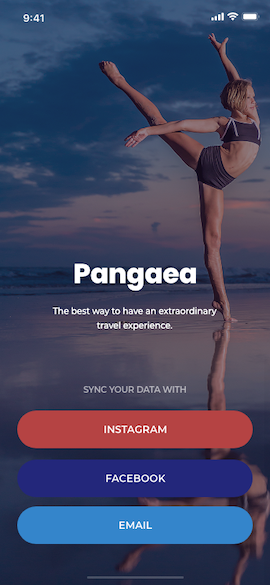 9:41
Pangaea
The best way to have an extraordinary
travel experience.
SYNC YOUR DATA WITH
INSTAGRAM
FACEBOOK
EMAIL